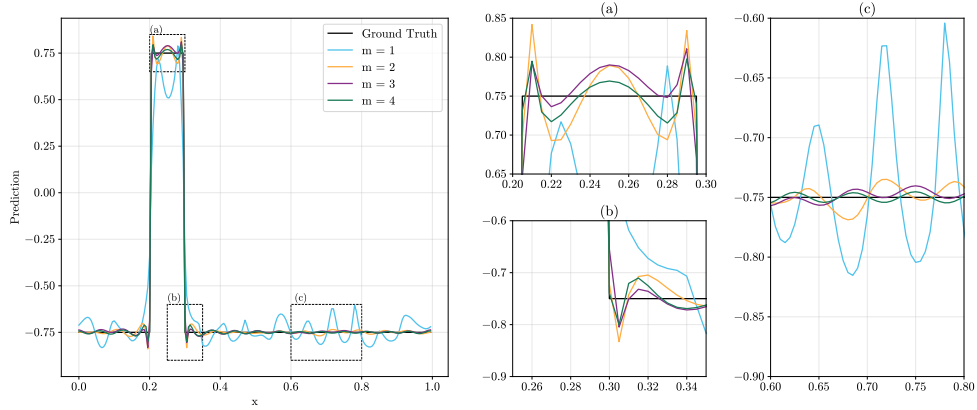 Prediction
0.75
0.50
0.25
0.00
−0.25
−0.50
−0.75
0.0 0.2 0.4 0.6 0.8 1.0
x
(a)
(b)
(c)
Ground Truth
m = 1
m = 2
m = 3
m = 4
(a)
0.85
0.80
0.75
0.70
0.65
0.20 0.22 0.24 0.26 0.28 0.30
(b)
−0.6
−0.7
−0.8
−0.9
0.26 0.28 0.30 0.32 0.34
(c)
−0.60
−0.65
−0.70
−0.75
−0.80
−0.85
−0.90
0.60 0.65 0.70 0.75 0.80